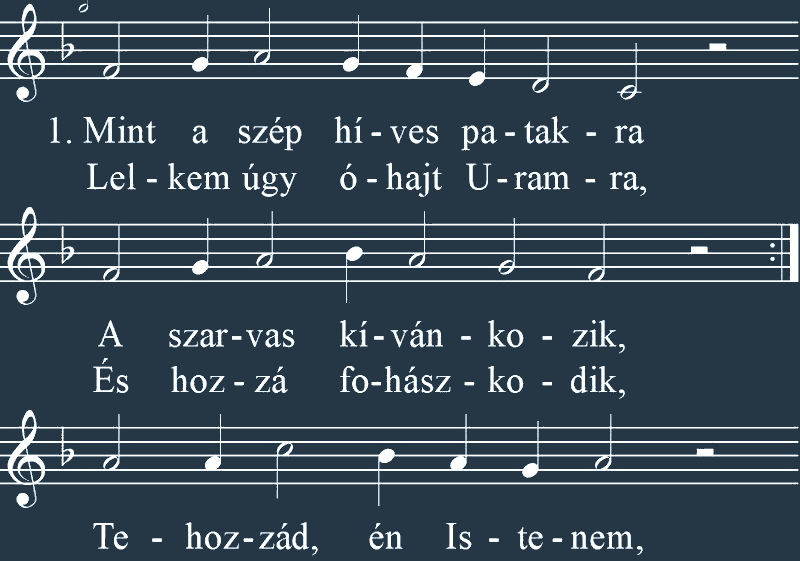 1. Mint a szép hí - ves pa - tak - ra
Lel - kem úgy ó - hajt U - ram - ra,
A szar - vas kí - ván - ko - zik,
És hoz - zá fo - hász - ko - dik,
Te - hoz - zád, én Is - te - nem,